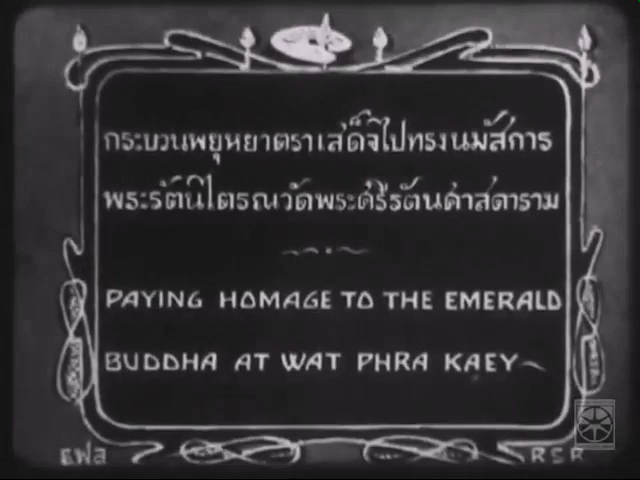 กระบวนพยุหยาตราเสด็จไปทรงนมัสการ
พระรัตนไตรณวัดพระศรีรัตนศาสดาราม
PAYING HOMAGE TO THE EMERALD
BUDDHA AT WAT PHRA KAEY
รฟล R.S.R